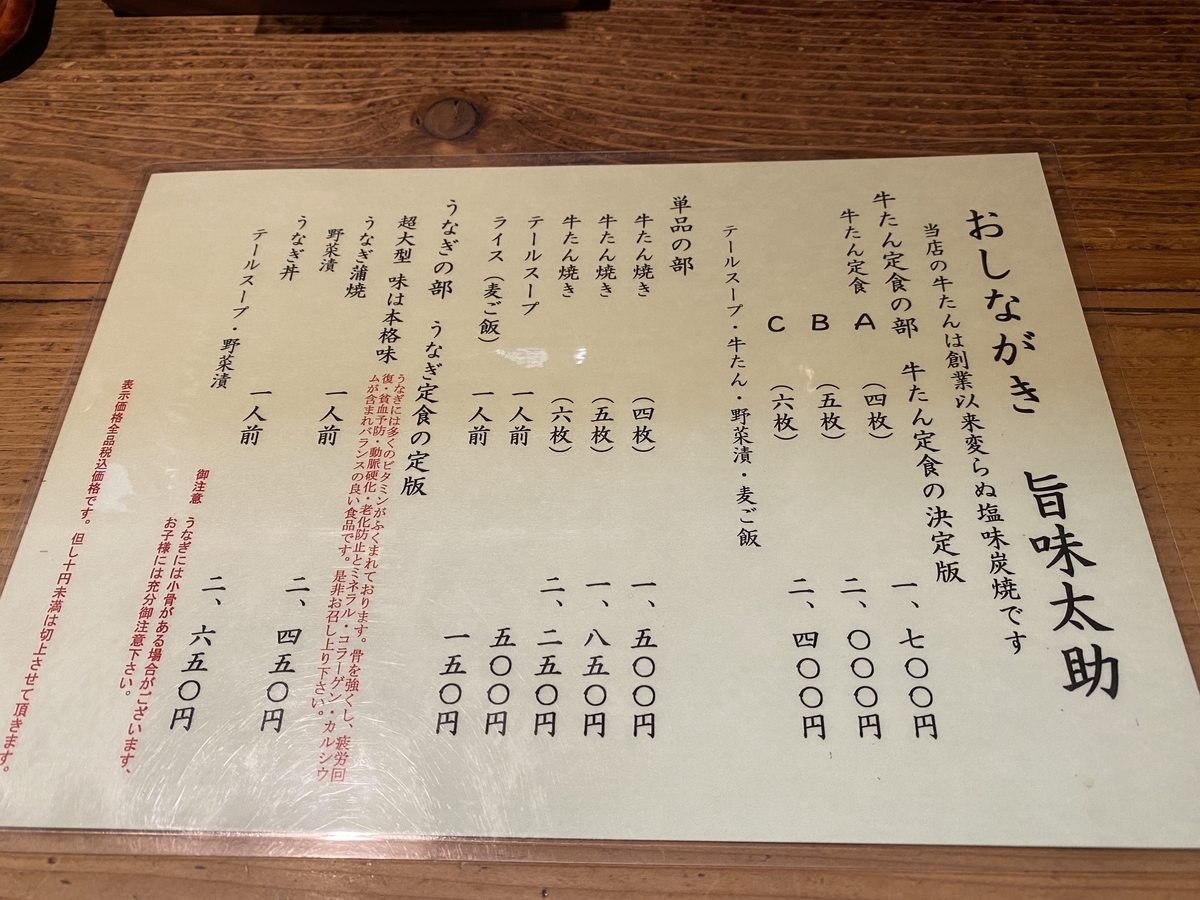 おしながき 旨味太助
当店の牛たんは創業以来変らぬ塩味炭焼です
牛たん定食の部 牛たん定食の決定版
牛たん定食 A (四枚) 一、七〇〇円
B (五枚) 二、〇〇〇円
C (六枚) 二、四〇〇円
テールスープ・牛たん・野菜漬・麦ご飯
単品の部
牛たん焼き (四枚) 一、五〇〇円
牛たん焼き (五枚) 一、八五〇円
牛たん焼き (六枚) 二、二五〇円
テールスープ 一人前 五〇〇円
ライス(麦ご飯) 一人前 一五〇円
うなぎの部 うなぎ定食の定版
超大型 味は本格味
うなぎには多くのビタミンがふくまれております。骨を強くし、疲労回
復・貧血予防・動脈硬化・老化防止とミネラル・コラーゲン・カルシウ
ムが含まれバランスの良い食品です。是非お召し上り下さい。
うなぎ蒲焼
野菜漬 一人前 二、四五〇円
うなぎ丼
テールスープ・野菜漬 一人前 二、六五〇円
御注意 うなぎには小骨がある場合がございます、
お子様には充分御注意下さい。
表示価格全品税込価格です。但し十円未満は切上させて頂きます。